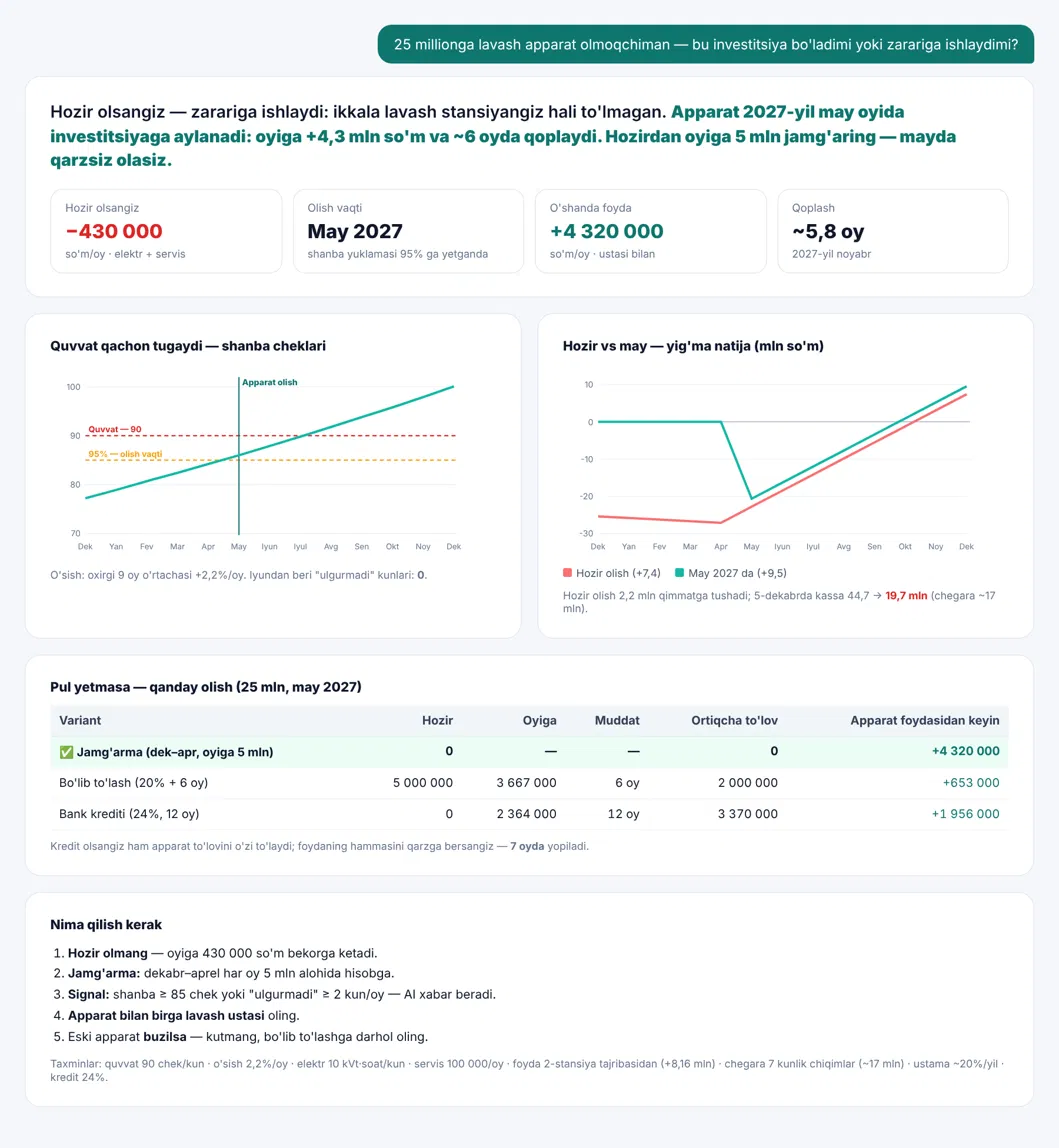 25 millionga lavash apparat olmoqchiman — bu investitsiya bo'ladimi yoki zarariga ishlaydimi?
Hozir olsangiz — zarariga ishlaydi: ikkala lavash stansiyangiz hali to'lmagan. Apparat 2027-yil may oyida
investitsiyaga aylanadi: oyiga +4,3 mln so'm va ~6 oyda qoplaydi. Hozirdan oyiga 5 mln jamg'aring — mayda
qarzsiz olasiz.
Hozir olsangiz
−430 000
so'm/oy · elektr + servis
Olish vaqti
May 2027
shanba yuklamasi 95% ga yetganda
O'shanda foyda
+4 320 000
so'm/oy · ustasi bilan
Qoplash
~5,8 oy
2027-yil noyabr
Quvvat qachon tugaydi — shanba cheklari
100
90
80
70
Apparat olish
Quvvat — 90
95% — olish vaqti
Dek Yan Fev Mar Apr May Iyun Iyul Avg Sen Okt Noy Dek
O'sish: oxirgi 9 oy o'rtachasi +2,2%/oy. Iyundan beri "ulgurmadi" kunlari: 0.
Hozir vs may — yig'ma natija (mln so'm)
10
0
-10
-20
-30
Dek Yan Fev Mar Apr May Iyun Iyul Avg Sen Okt Noy Dek
Hozir olish (+7,4) May 2027 da (+9,5)
Hozir olish 2,2 mln qimmatga tushadi; 5-dekabrda kassa 44,7 → 19,7 mln (chegara ~17
mln).
Pul yetmasa — qanday olish (25 mln, may 2027)
Variant Hozir Oyiga Muddat Ortiqcha to'lov Apparat foydasidan keyin
✅ Jamg'arma (dek–apr, oyiga 5 mln) 0 — — 0 +4 320 000
Bo'lib to'lash (20% + 6 oy) 5 000 000 3 667 000 6 oy 2 000 000 +653 000
Bank krediti (24%, 12 oy) 0 2 364 000 12 oy 3 370 000 +1 956 000
Kredit olsangiz ham apparat to'lovini o'zi to'laydi; foydaning hammasini qarzga bersangiz — 7 oyda yopiladi.
Nima qilish kerak
1. Hozir olmang — oyiga 430 000 so'm bekorga ketadi.
2. Jamg'arma: dekabr–aprel har oy 5 mln alohida hisobga.
3. Signal: shanba ≥ 85 chek yoki "ulgurmadi" ≥ 2 kun/oy — AI xabar beradi.
4. Apparat bilan birga lavash ustasi oling.
5. Eski apparat buzilsa — kutmang, bo'lib to'lashga darhol oling.
Taxminlar: quvvat 90 chek/kun · o'sish 2,2%/oy · elektr 10 kVt·soat/kun · servis 100 000/oy · foyda 2-stansiya tajribasidan (+8,16 mln) · chegara 7 kunlik chiqimlar (~17 mln) · ustama ~20%/yil ·
kredit 24%.